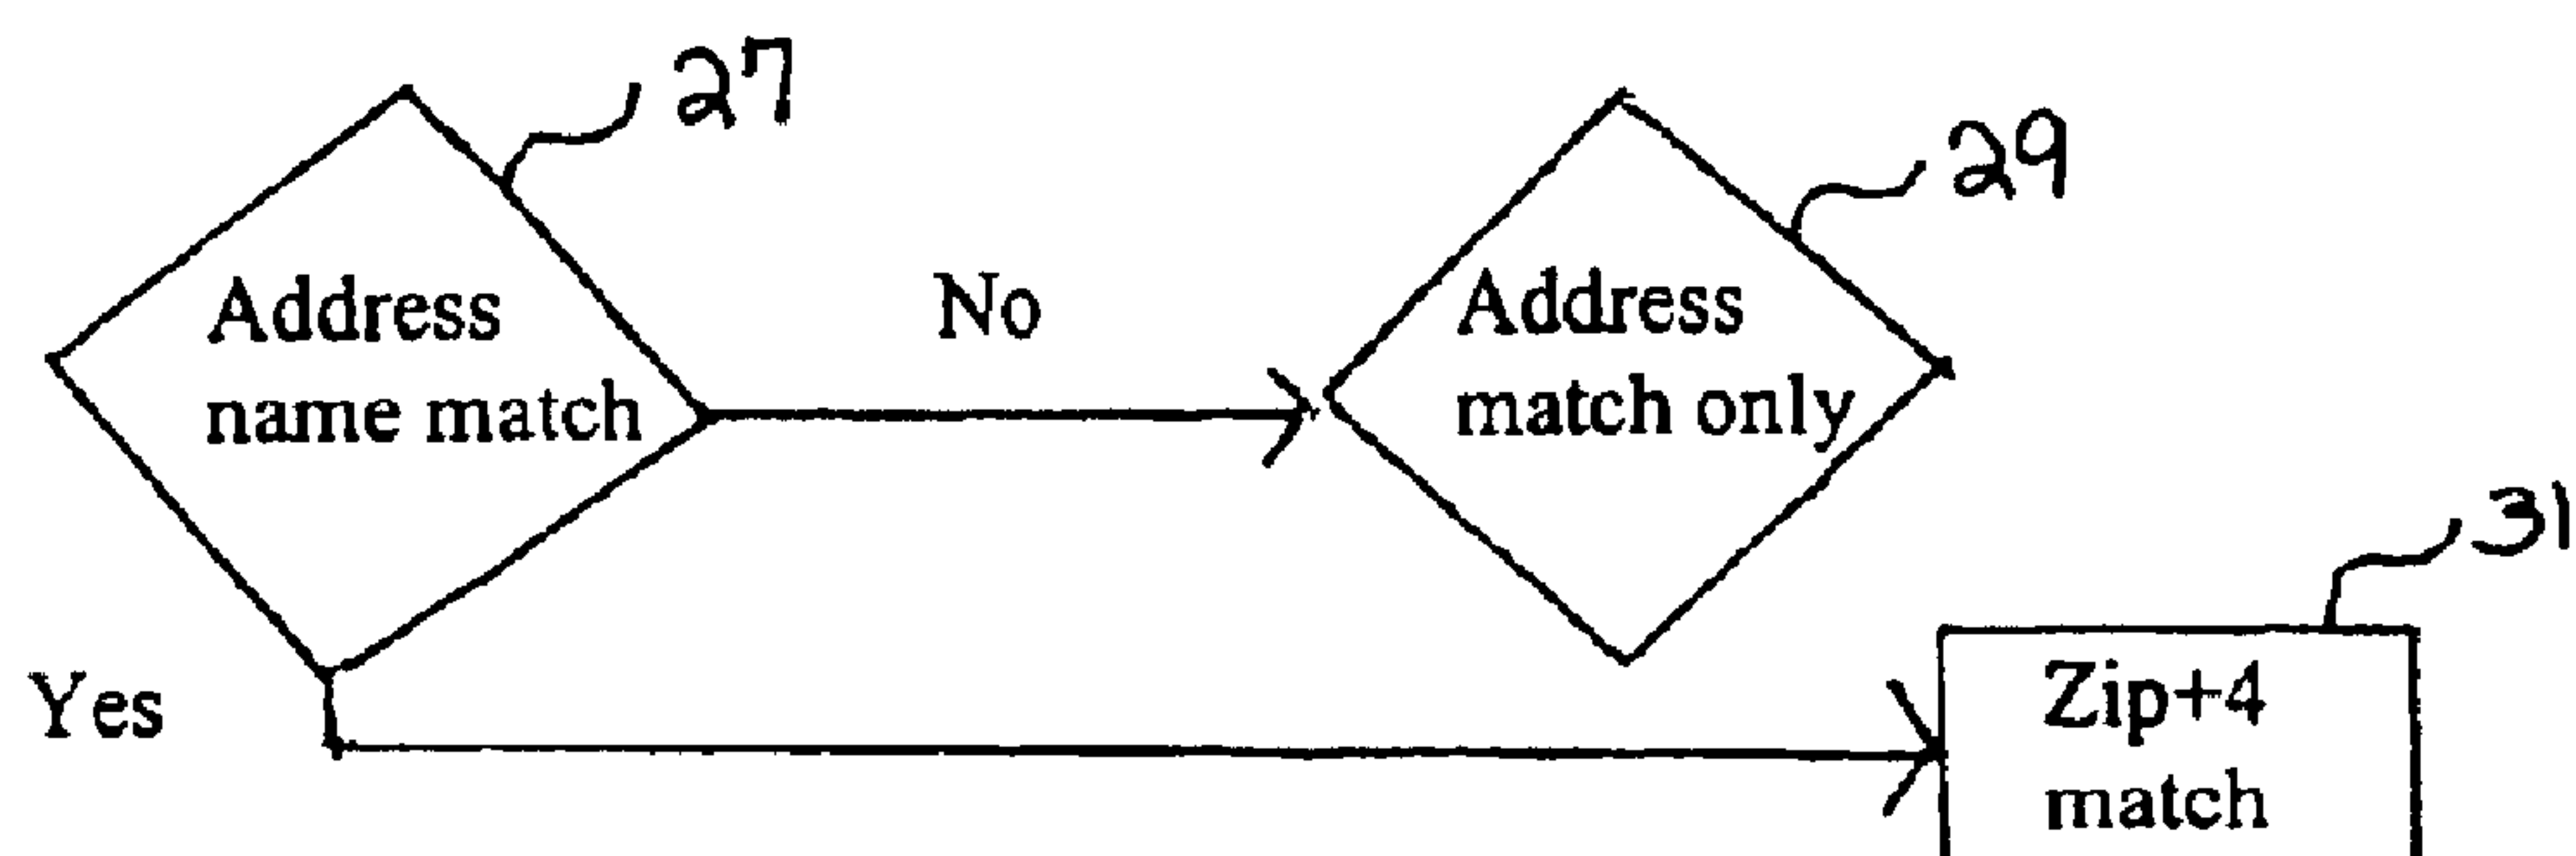 27
29
Address
name match
No
Address
match only
31
Yes
Zip+4
match